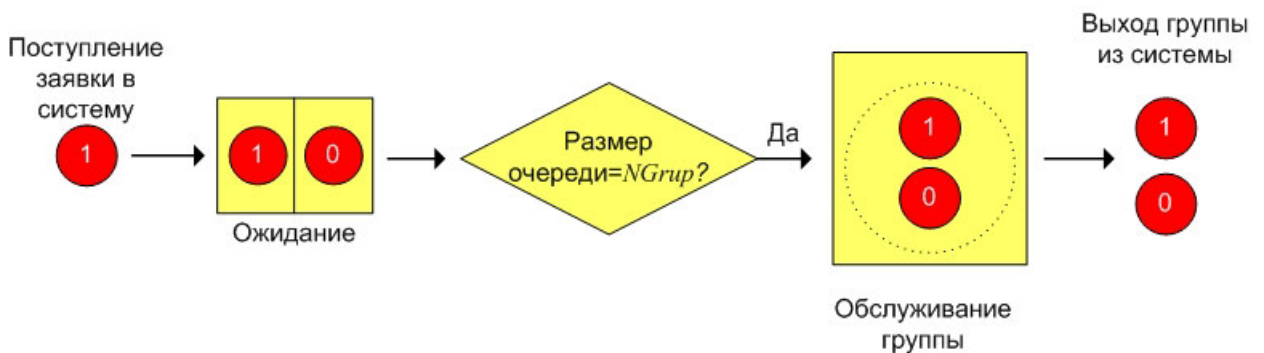 Поступление
заявки в
систему
1
1 0
Ожидание
Размер
очереди=NGrup?
Да
1
0
Обслуживание
группы
Выход группы
из системы
1
0